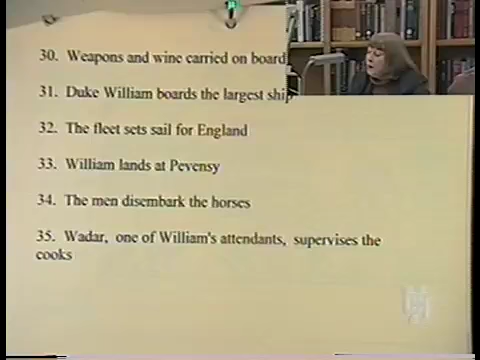 30. Weapons and wine carried on board
31. Duke William boards the largest ship
32. The fleet sets sail for England
33. William lands at Pevensy
34. The men disembark the horses
35. Wadar, one of William's attendants, supervises the
cooks